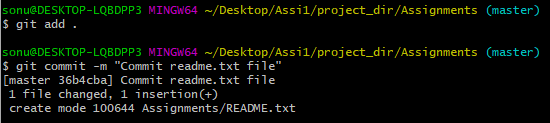 sonu@DESKTOP-LQBDPP3 MINGW64 ~/Desktop/Assi1/project_dir/Assignments (master)
$ git add .
sonu@DESKTOP-LQBDPP3 MINGW64 ~/Desktop/Assi1/project_dir/Assignments (master)
$ git commit -m "Commit readme.txt file"
[master 36b4cba] Commit readme.txt file
 1 file changed, 1 insertion(+)
 create mode 100644 Assignments/README.txt